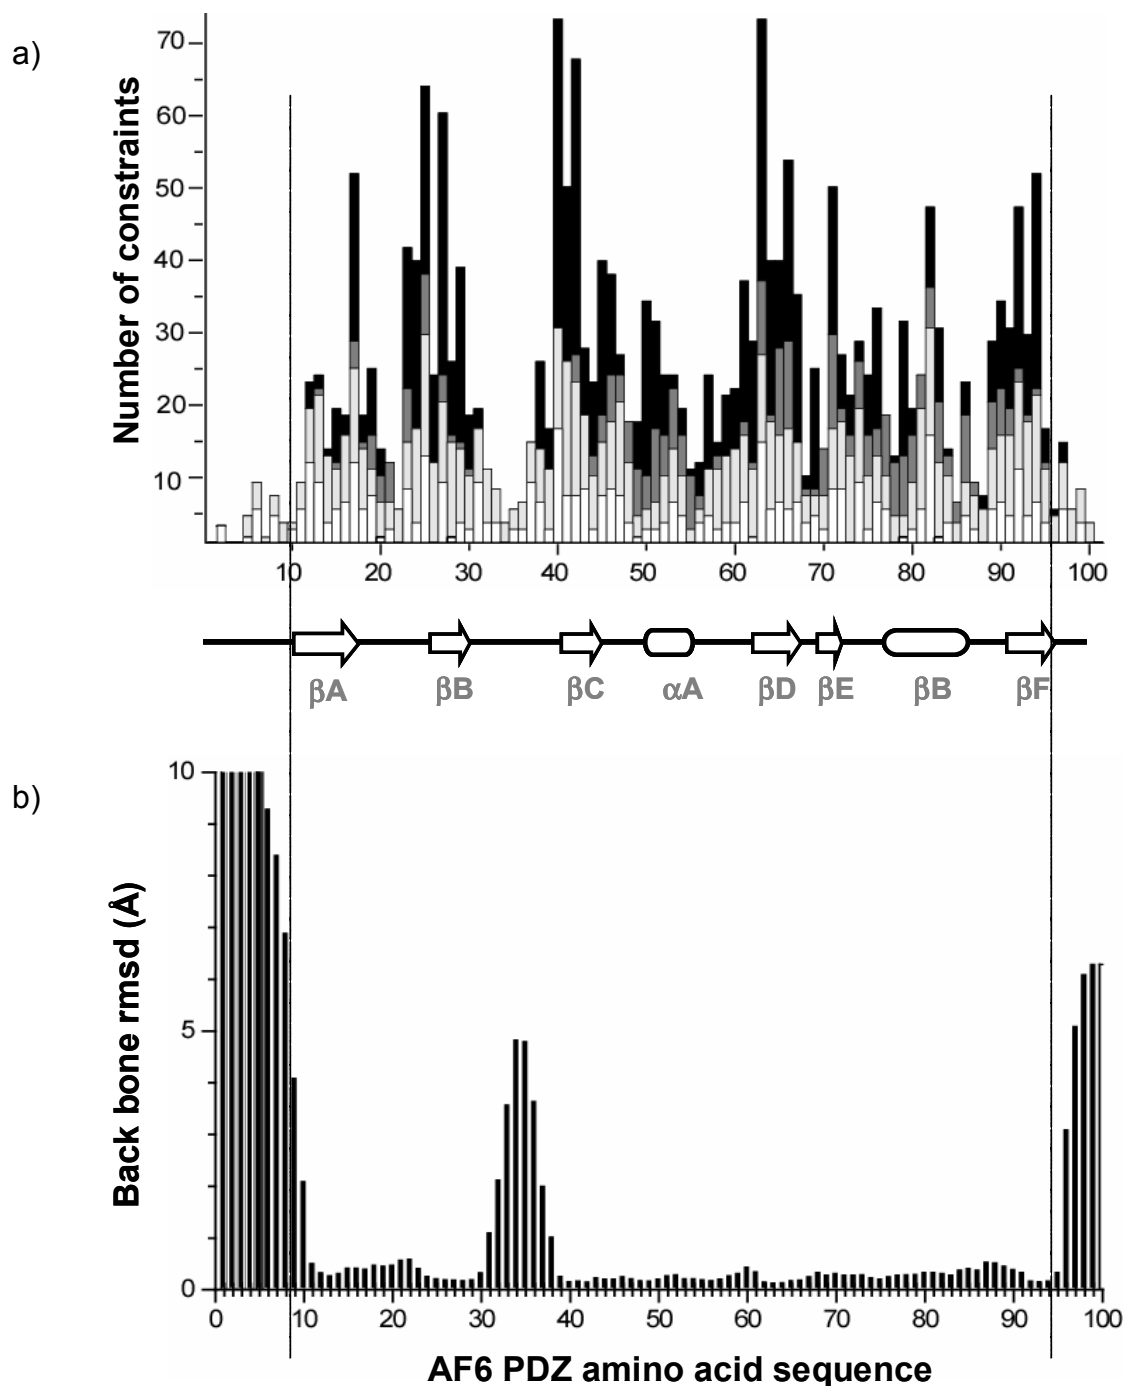 a)
Number of constraints
70
60
50
40
30
20
10
10 20 30 40 50 60 70 80 90 100
βA βB βC αA βD βE βB βF
b)
Back bone rmsd (Å)
10
5
0
0 10 20 30 40 50 60 70 80 90 100
AF6 PDZ amino acid sequence